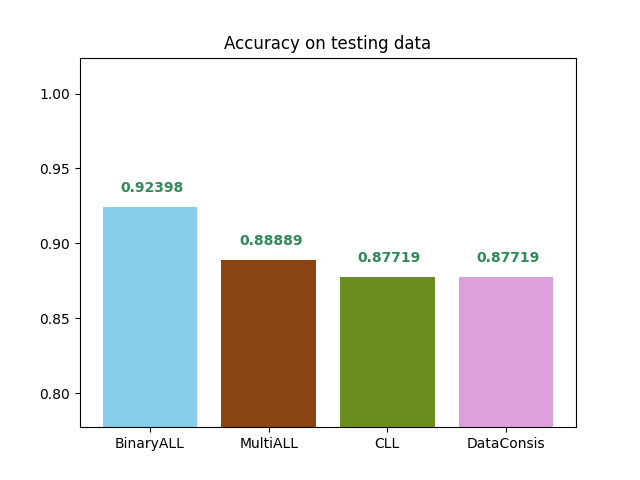 Accuracy on testing data
1.00
0.95
0.90
0.85
0.80
0.92398
0.88889
0.87719
0.87719
BinaryALL
MultiALL
CLL
DataConsis